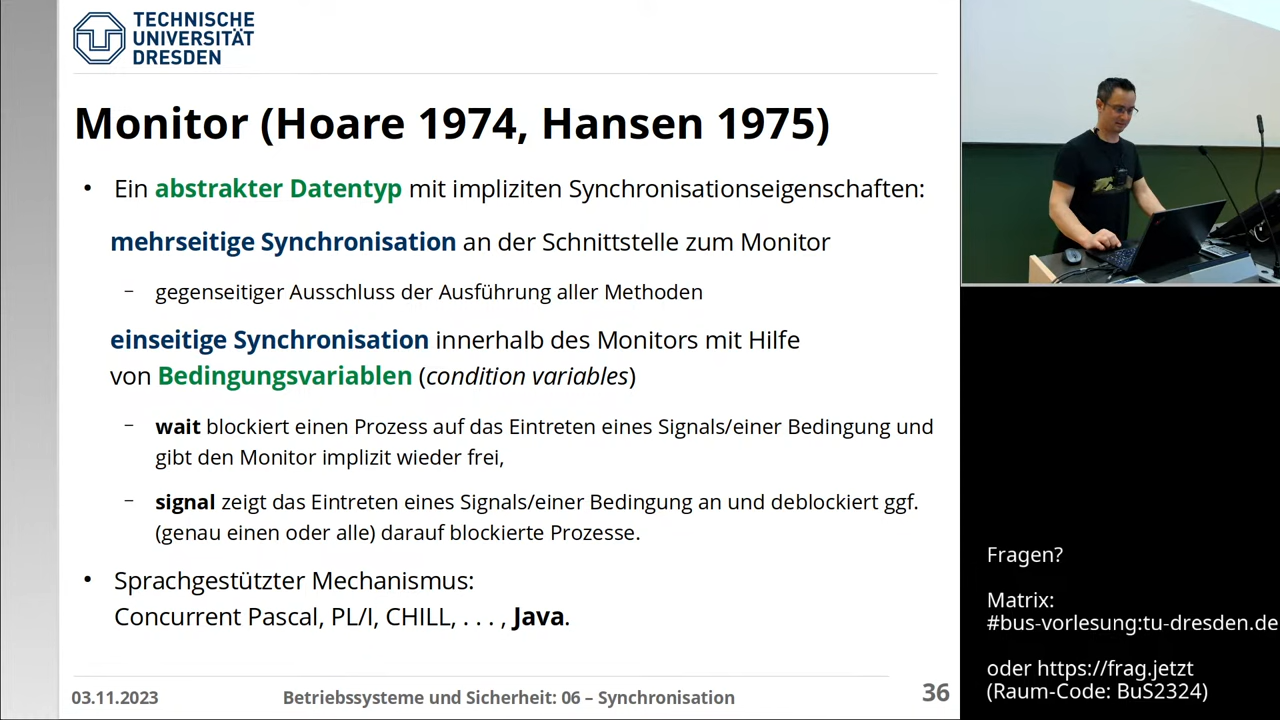 TECHNISCHE
UNIVERSITÄT
DRESDEN
Monitor (Hoare 1974, Hansen 1975)
• Ein abstrakter Datentyp mit impliziten Synchronisationseigenschaften:
mehrseitige Synchronisation an der Schnittstelle zum Monitor
– gegenseitiger Ausschluss der Ausführung aller Methoden
einseitige Synchronisation innerhalb des Monitors mit Hilfe
von Bedingungsvariablen (condition variables)
– wait blockiert einen Prozess auf das Eintreten eines Signals/einer Bedingung und
gibt den Monitor implizit wieder frei,
– signal zeigt das Eintreten eines Signals/einer Bedingung an und deblockiert ggf.
(genau einen oder alle) darauf blockierte Prozesse.
• Sprachgestützter Mechanismus:
Concurrent Pascal, PL/I, CHILL, . . . , Java.
03.11.2023 Betriebssysteme und Sicherheit: 06 – Synchronisation 36
Fragen?
Matrix:
#bus-vorlesung:tu-dresden.de
oder https://frag.jetzt
(Raum-Code: BuS2324)